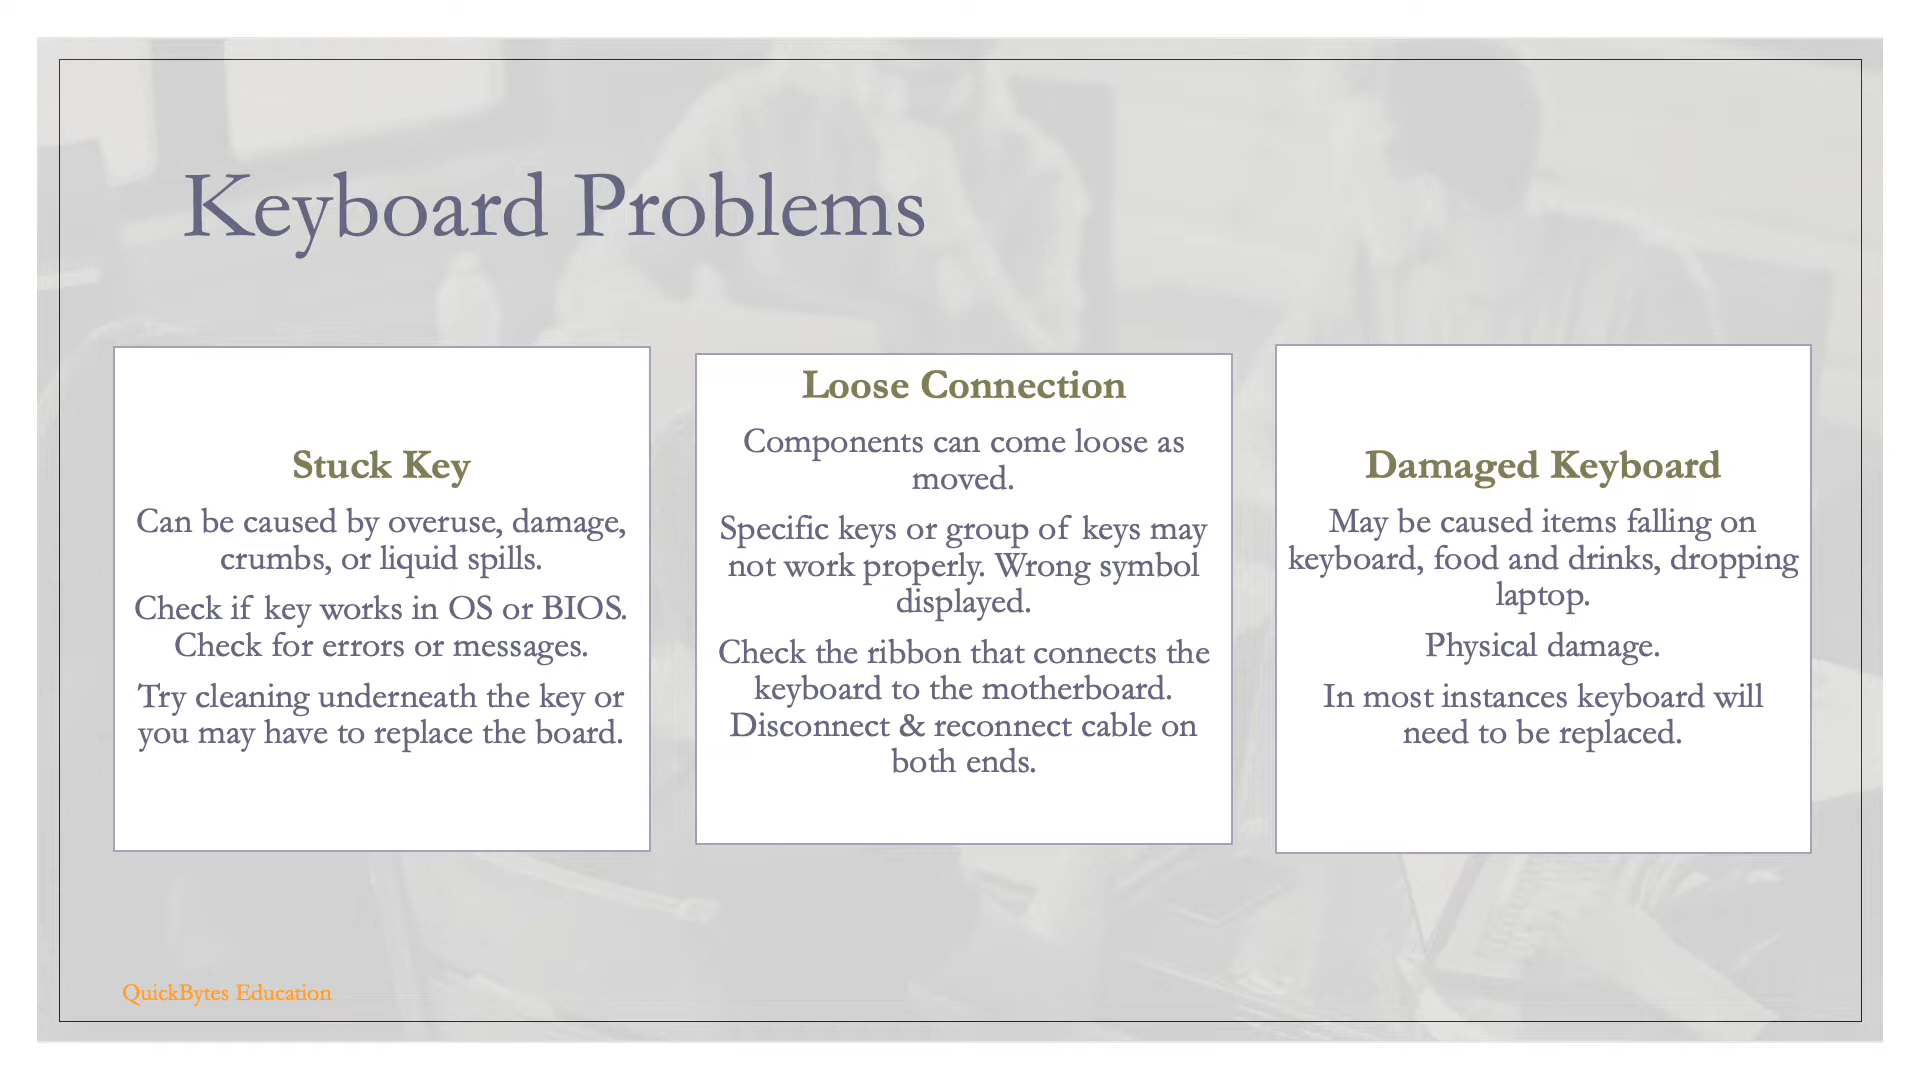 Keyboard Problems
Stuck Key
Can be caused by overuse, damage,
crumbs, or liquid spills.
Check if key works in OS or BIOS.
Check for errors or messages.
Try cleaning underneath the key or
you may have to replace the board.
Loose Connection
Components can come loose as
moved.
Specific keys or group of keys may
not work properly. Wrong symbol
displayed.
Check the ribbon that connects the
keyboard to the motherboard.
Disconnect & reconnect cable on
both ends.
Damaged Keyboard
May be caused items falling on
keyboard, food and drinks, dropping
laptop.
Physical damage.
In most instances keyboard will
need to be replaced.
QuickBytes Education